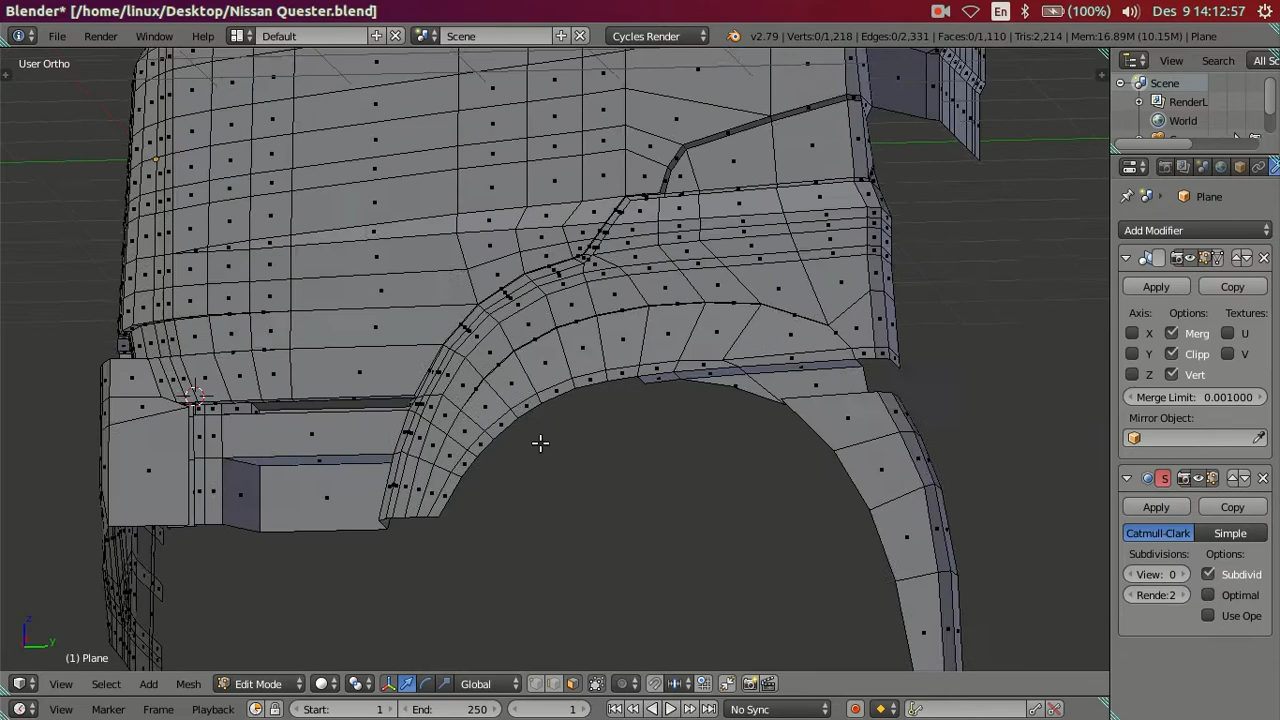 Blender* [/home/linux/Desktop/Nissan Quester.blend]
En
(100%)
Des 9 14:12:57
File
Render
Window
Help
Default
Scene
Cycles Render
v2.79 | Verts:0/1,218 | Edges:0/2,331 | Faces:0/1,110 | Tris:2,214 | Mem:16.89M (10.15M) | Plane
User Ortho
View
Search
All Sc
Scene
RenderL
World
Plane
Add Modifier
Apply
Copy
Axis:
Options:
Textures:
X
Merg
U
Y
Clipp
V
Z
Vert
Merge Limit: 0.001000
Mirror Object:
S
Apply
Copy
Catmull-Clark
Simple
Subdivisions:
Options:
View: 0
Subdivid
Rende:2
Optimal
Use Ope
z
y
(1) Plane
View
Select
Add
Mesh
Edit Mode
Global
View
Marker
Frame
Playback
Start:
1
End:
250
1
No Sync